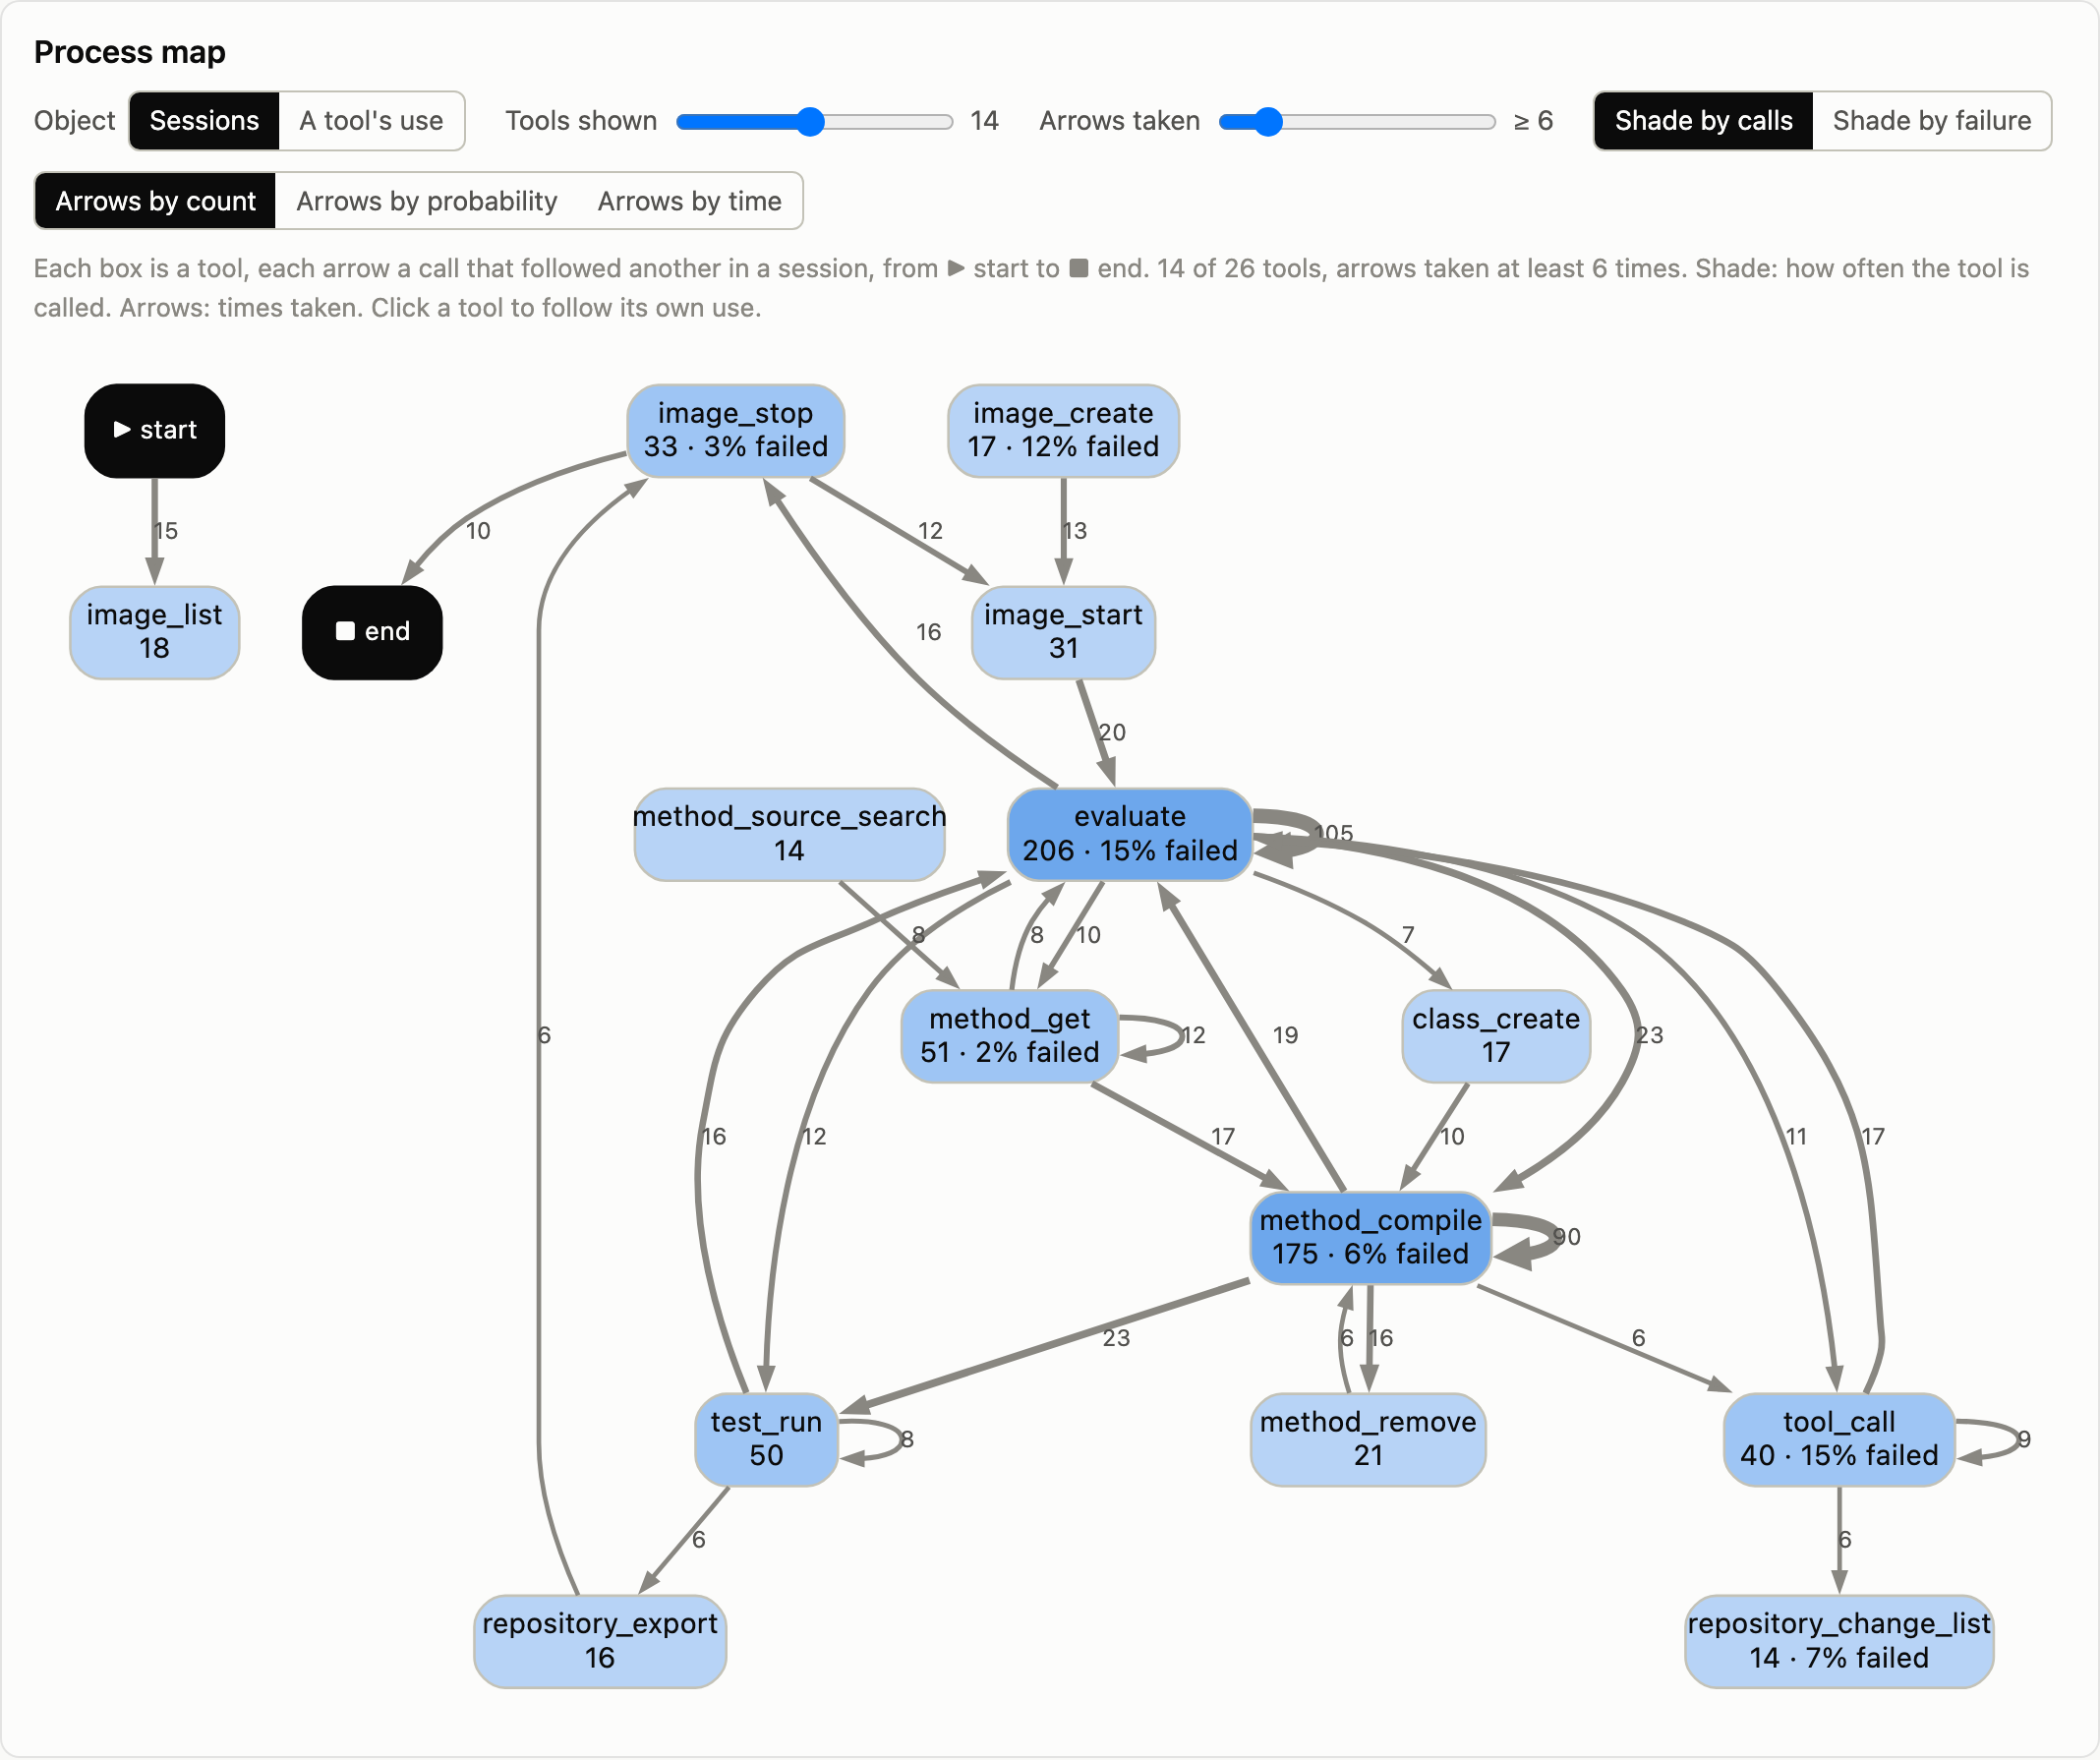 Process map
Object Sessions A tool's use Tools shown 14 Arrows taken ≥ 6 Shade by calls Shade by failure
Arrows by count Arrows by probability Arrows by time
Each box is a tool, each arrow a call that followed another in a session, from ▶ start to ■ end. 14 of 26 tools, arrows taken at least 6 times. Shade: how often the tool is
called. Arrows: times taken. Click a tool to follow its own use.
▶ start
image_stop
33 · 3% failed
image_create
17 · 12% failed
15
10
12
13
image_list
18
■ end
16
image_start
31
20
method_source_search
14
evaluate
206 · 15% failed
105
8
8
10
7
method_get
51 · 2% failed
12
19
class_create
17
23
6
16
12
17
10
11
17
method_compile
175 · 6% failed
90
23
6
16
6
test_run
50
8
method_remove
21
tool_call
40 · 15% failed
9
6
6
repository_export
16
repository_change_list
14 · 7% failed